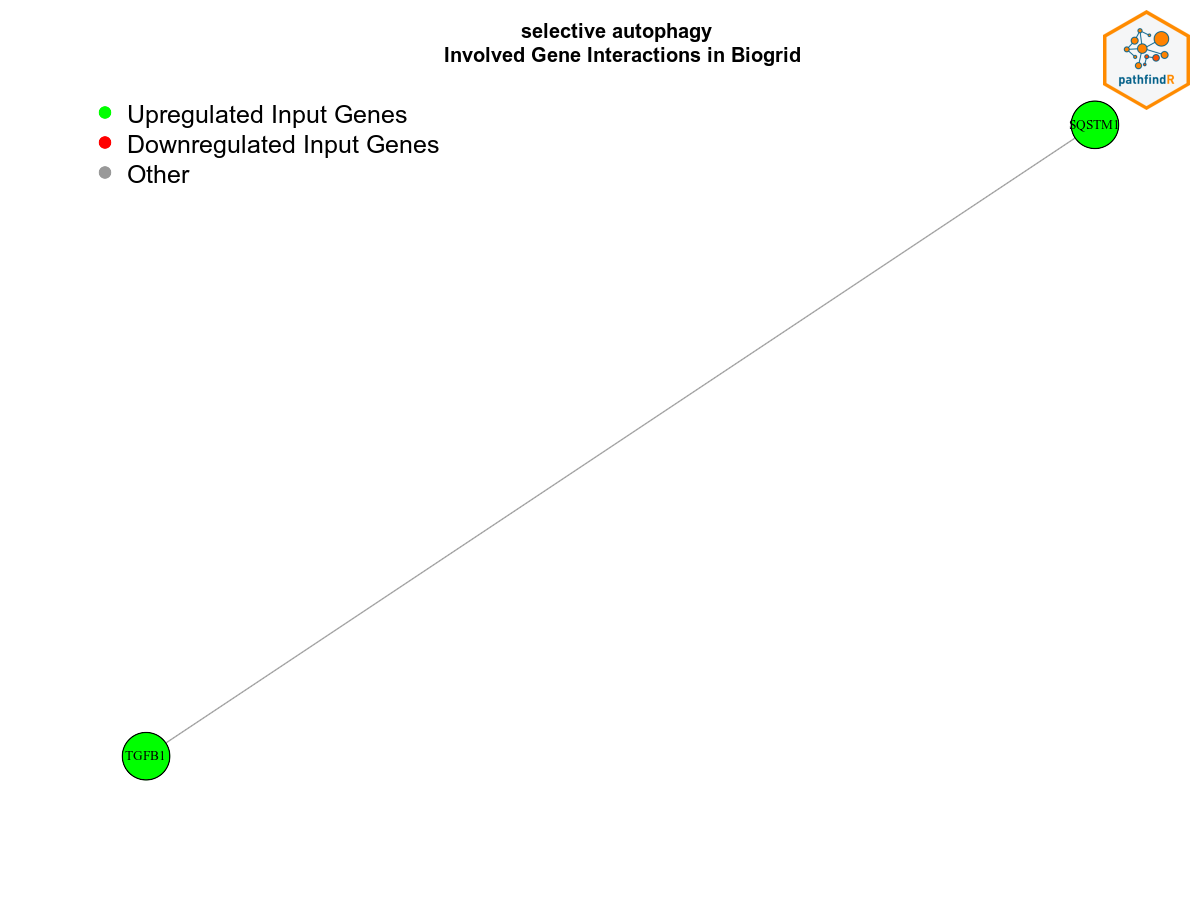 selective autophagy
Involved Gene Interactions in Biogrid
pathfindR
Upregulated Input Genes
Downregulated Input Genes
Other
SQSTM1
TGFB1